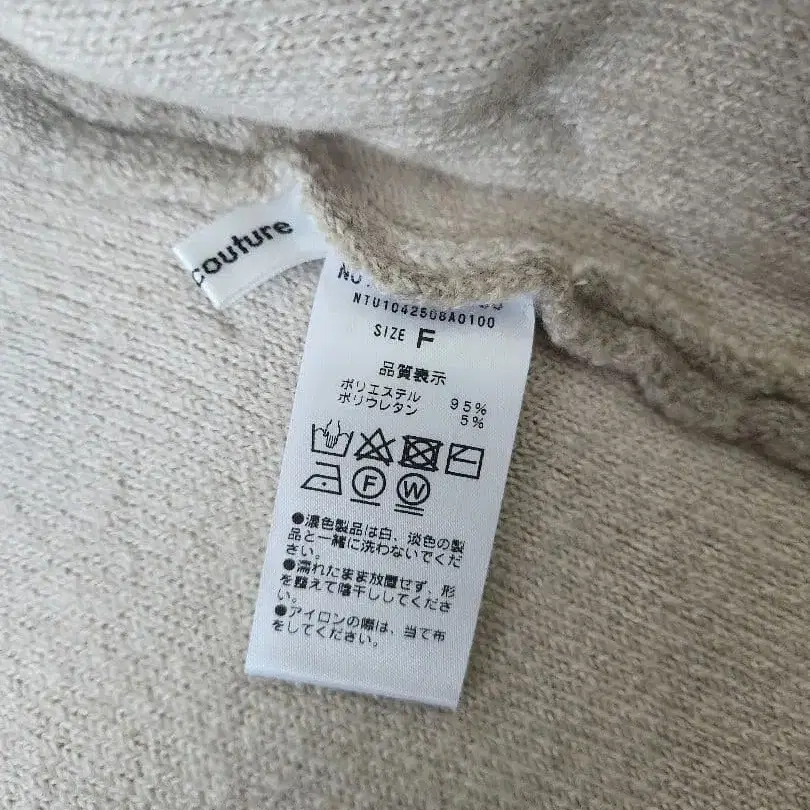 couture
NTU1042508A0100
SIZE F
品質表示
ポリエステル 95%
ポリウレタン 5%
F W
●濃色製品は白、淡色の製
品と一緒に洗わないでくだ
さい。
●濡れたまま放置せず、形
を整えて陰干ししてくださ
い。
●アイロンの際は、当て布
をしてください。